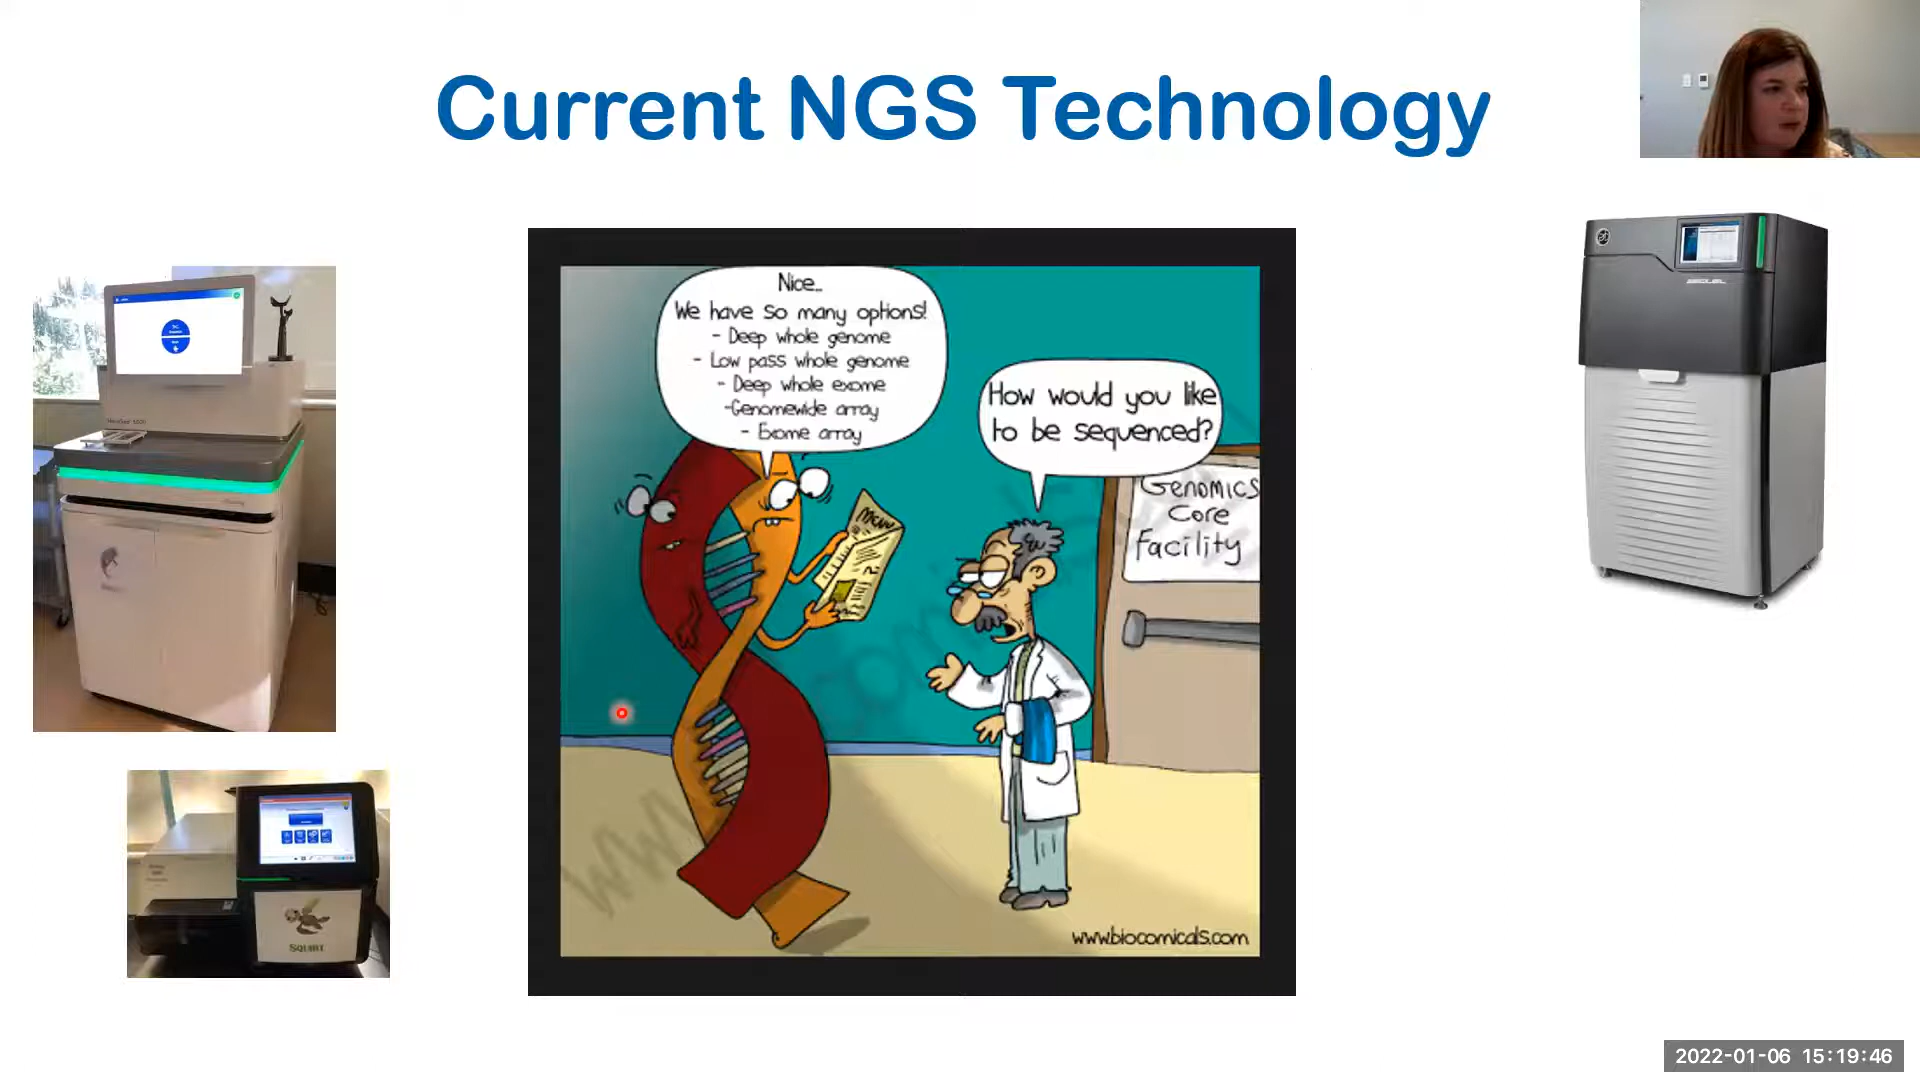 Current NGS Technology
Nice..
We have so many options!
- Deep whole genome
- Low pass whole genome
- Deep whole exome
-Genomewide array
- Exome array
How would you like
to be sequenced?
Genomics
Core
Facility
Menu
SQUIRT
www.biocomicals.com
2022-01-06 15:19:46